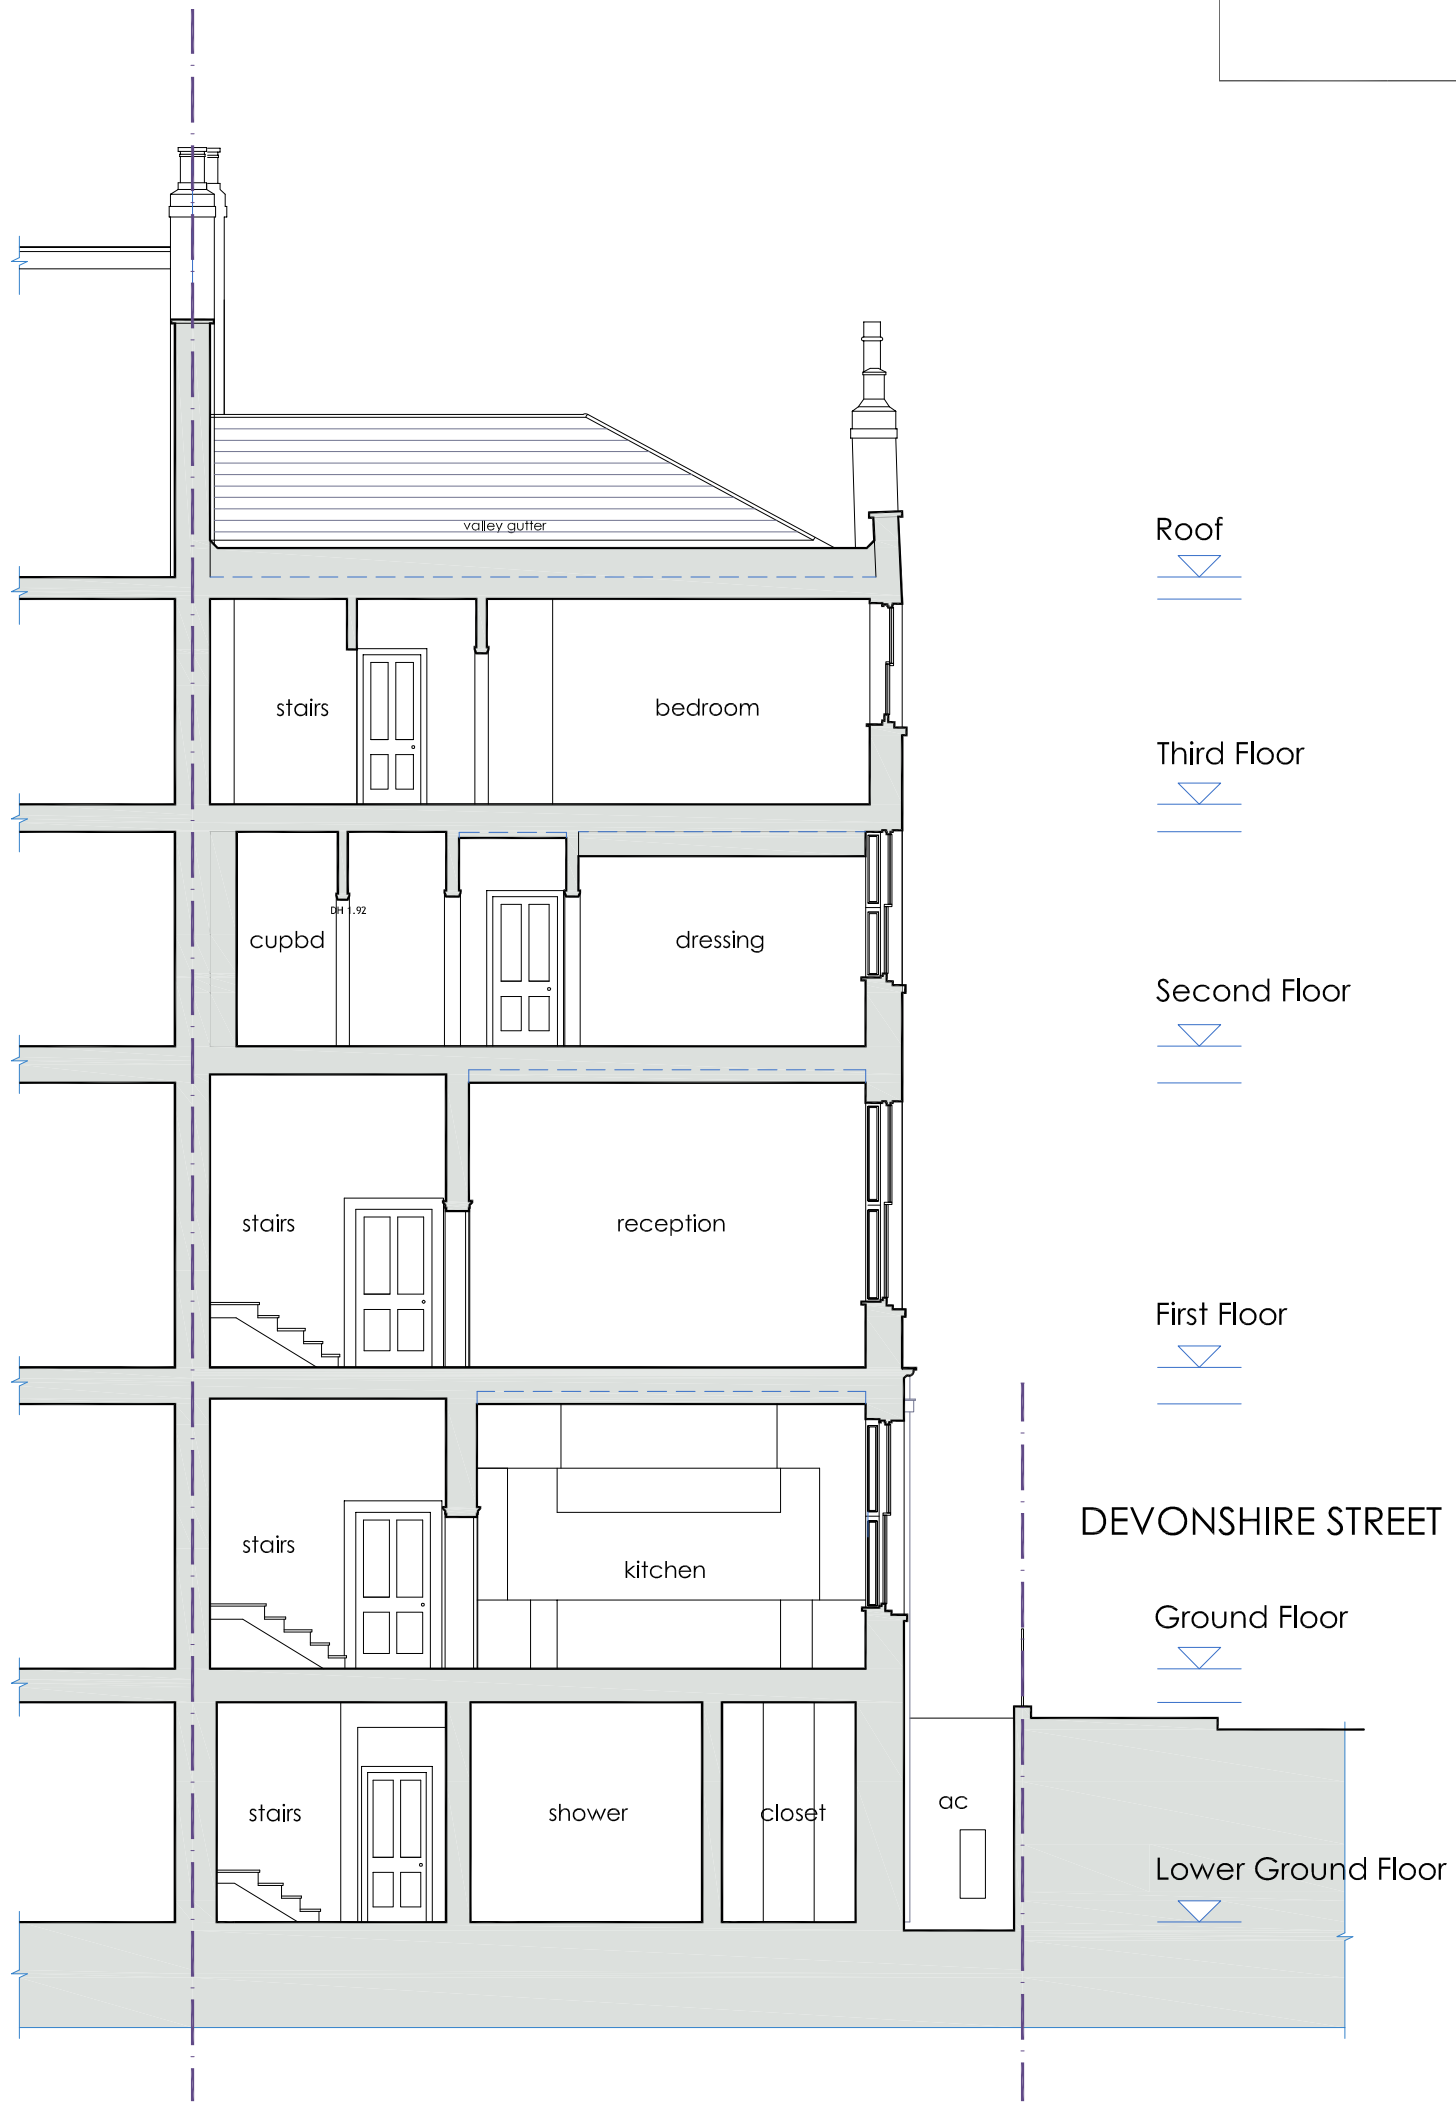 valley gutter
Roof
stairs
bedroom
Third Floor
DH 1.92
cupbd
dressing
Second Floor
stairs
reception
First Floor
DEVONSHIRE STREET
stairs
kitchen
Ground Floor
stairs
shower
closet
ac
Lower Ground Floor